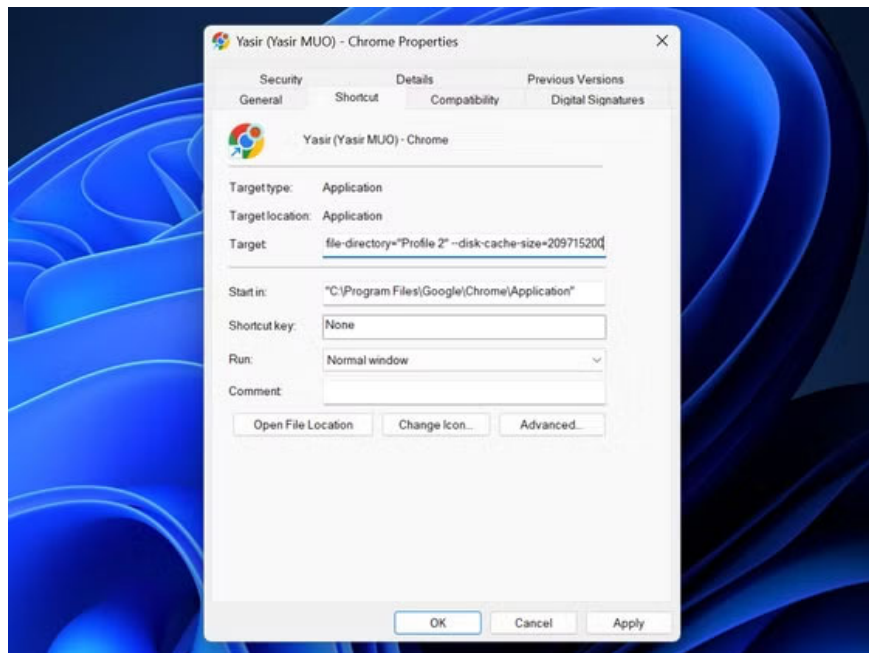 Yasir (Yasir MUO) - Chrome Properties
Security Details Previous Versions
General Shortcut Compatibility Digital Signatures
Yasir (Yasir MUO) - Chrome
Target type: Application
Target location: Application
Target: file-directory="Profile 2" --disk-cache-size=209715200
Start in: "C:\Program Files\Google\Chrome\Application"
Shortcut key: None
Run: Normal window
Comment:
Open File Location Change Icon... Advanced...
OK Cancel Apply